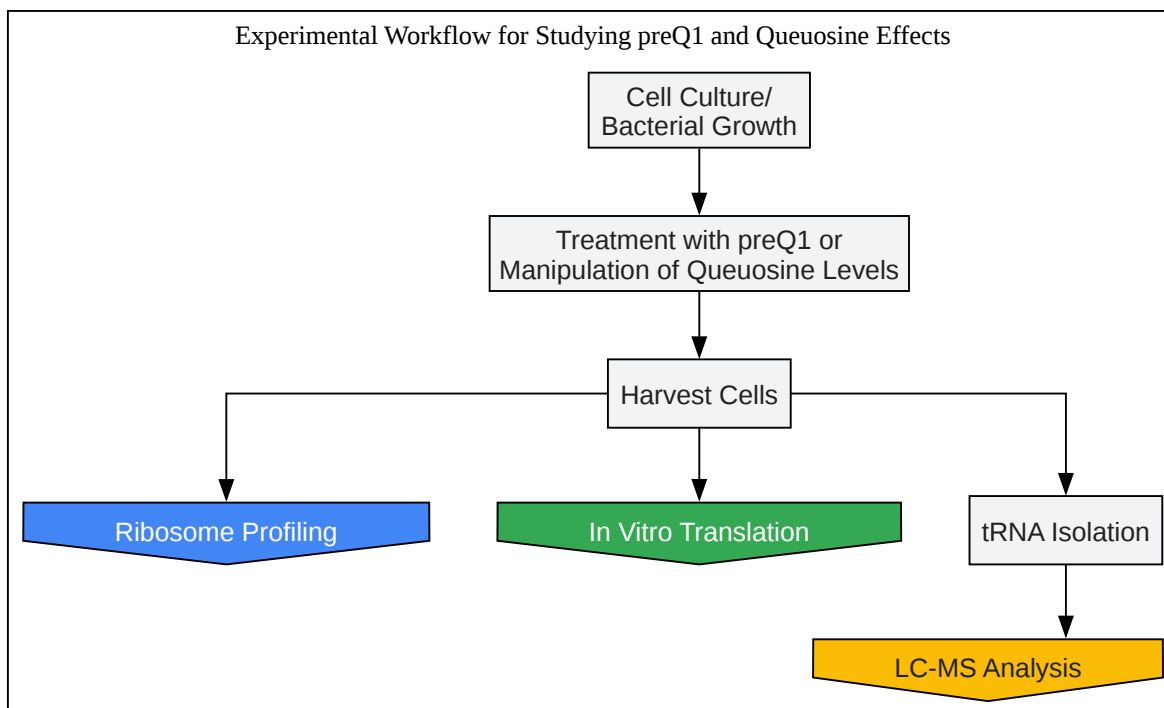 Experimental Workflow for Studying preQ1 and Queuosine Effects
Cell Culture/
Bacterial Growth
Treatment with preQ1 or
Manipulation of Queuosine Levels
Harvest Cells
Ribosome Profiling
In Vitro Translation
tRNA Isolation
LC-MS Analysis